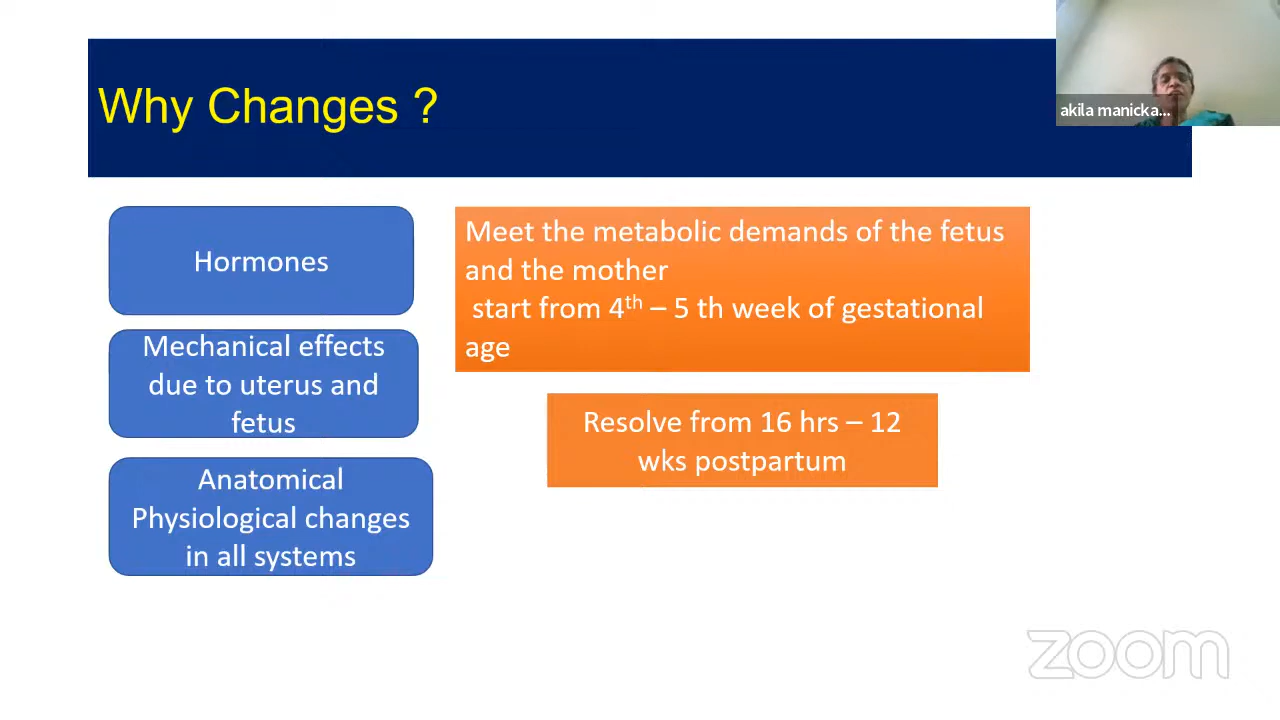 Why Changes ?
akila manicka...
Hormones
Mechanical effects
due to uterus and
fetus
Anatomical
Physiological changes
in all systems
Meet the metabolic demands of the fetus
and the mother
start from 4th – 5 th week of gestational
age
Resolve from 16 hrs – 12
wks postpartum
zoom